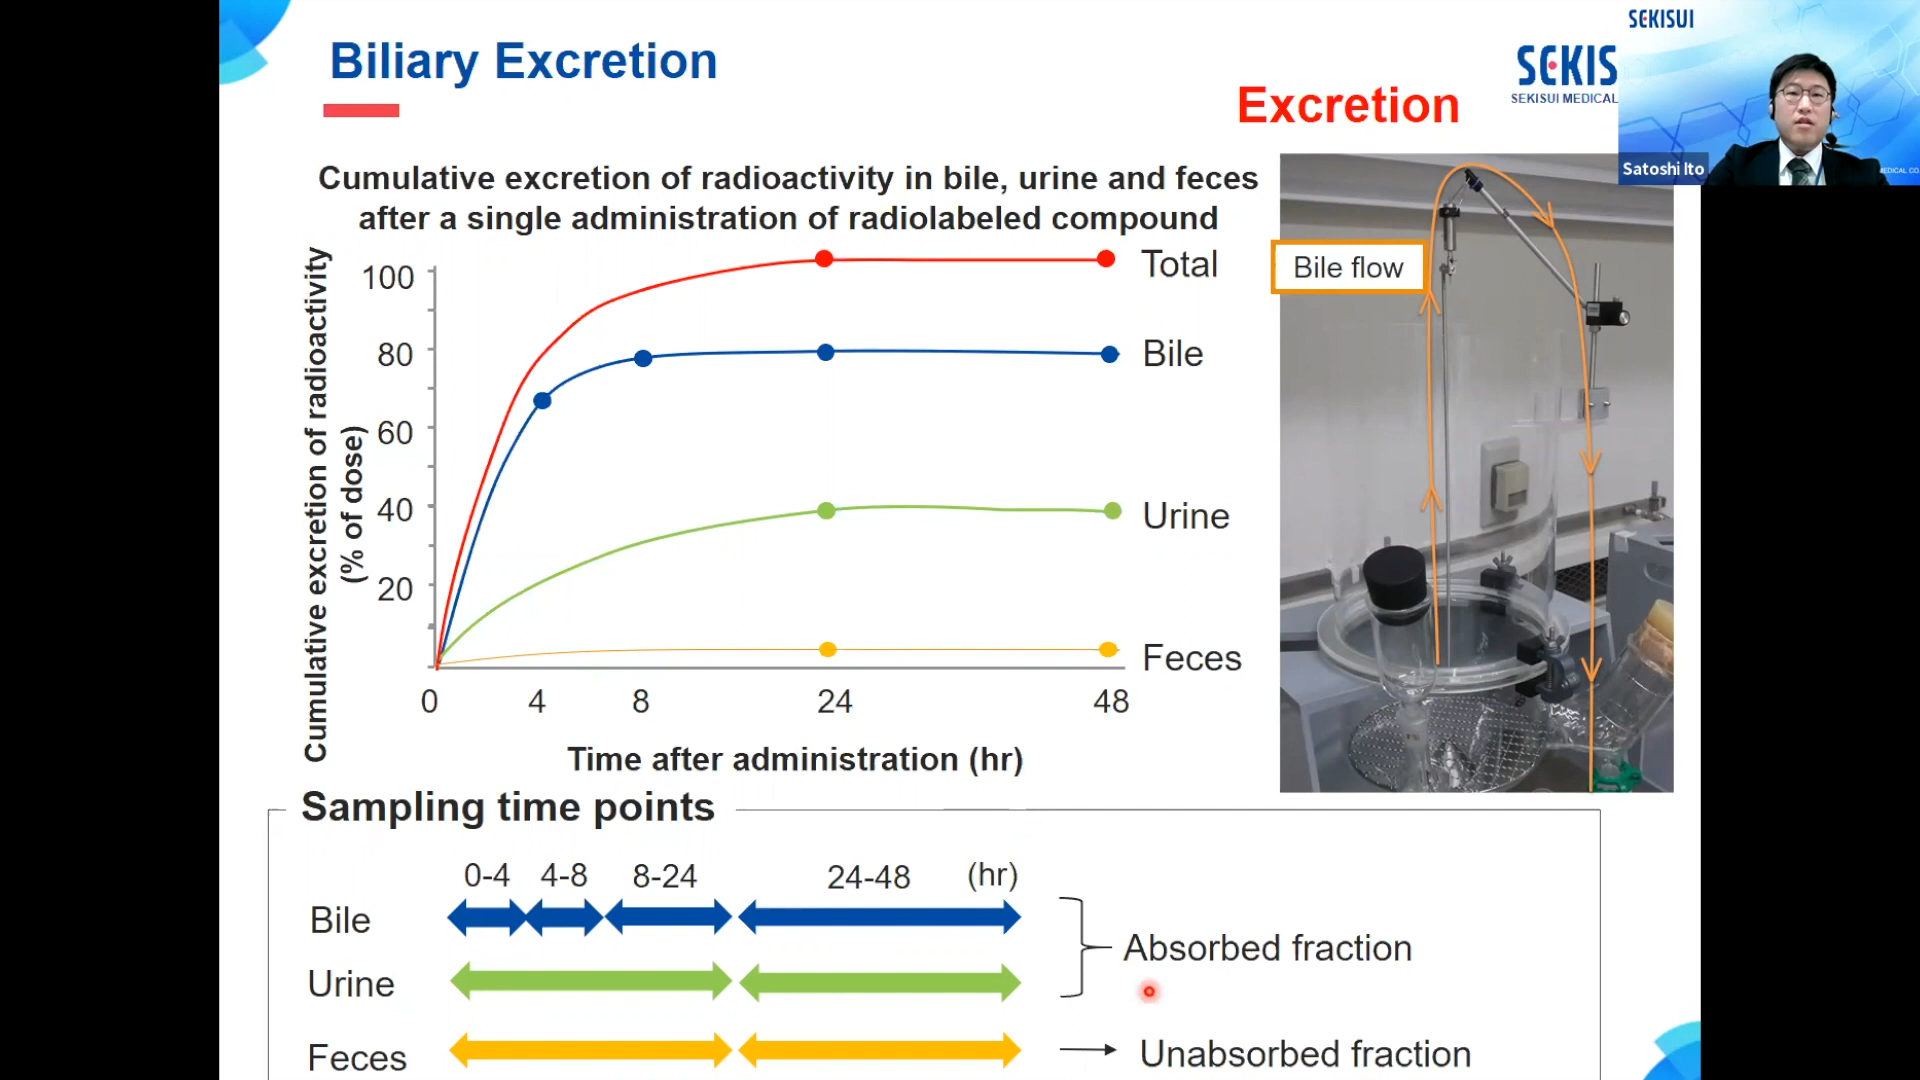 SEKISUI
Biliary Excretion
SEKIS
SEKISUI MEDICAL
Excretion
Satoshi Ito
Cumulative excretion of radioactivity in bile, urine and feces
after a single administration of radiolabeled compound
Cumulative excretion of radioactivity
(% of dose)
100
80
60
40
20
Total
Bile
Urine
Feces
0 4 8 24 48
Time after administration (hr)
Bile flow
Sampling time points
0-4 4-8 8-24 24-48 (hr)
Bile
Urine
Feces
Absorbed fraction
Unabsorbed fraction